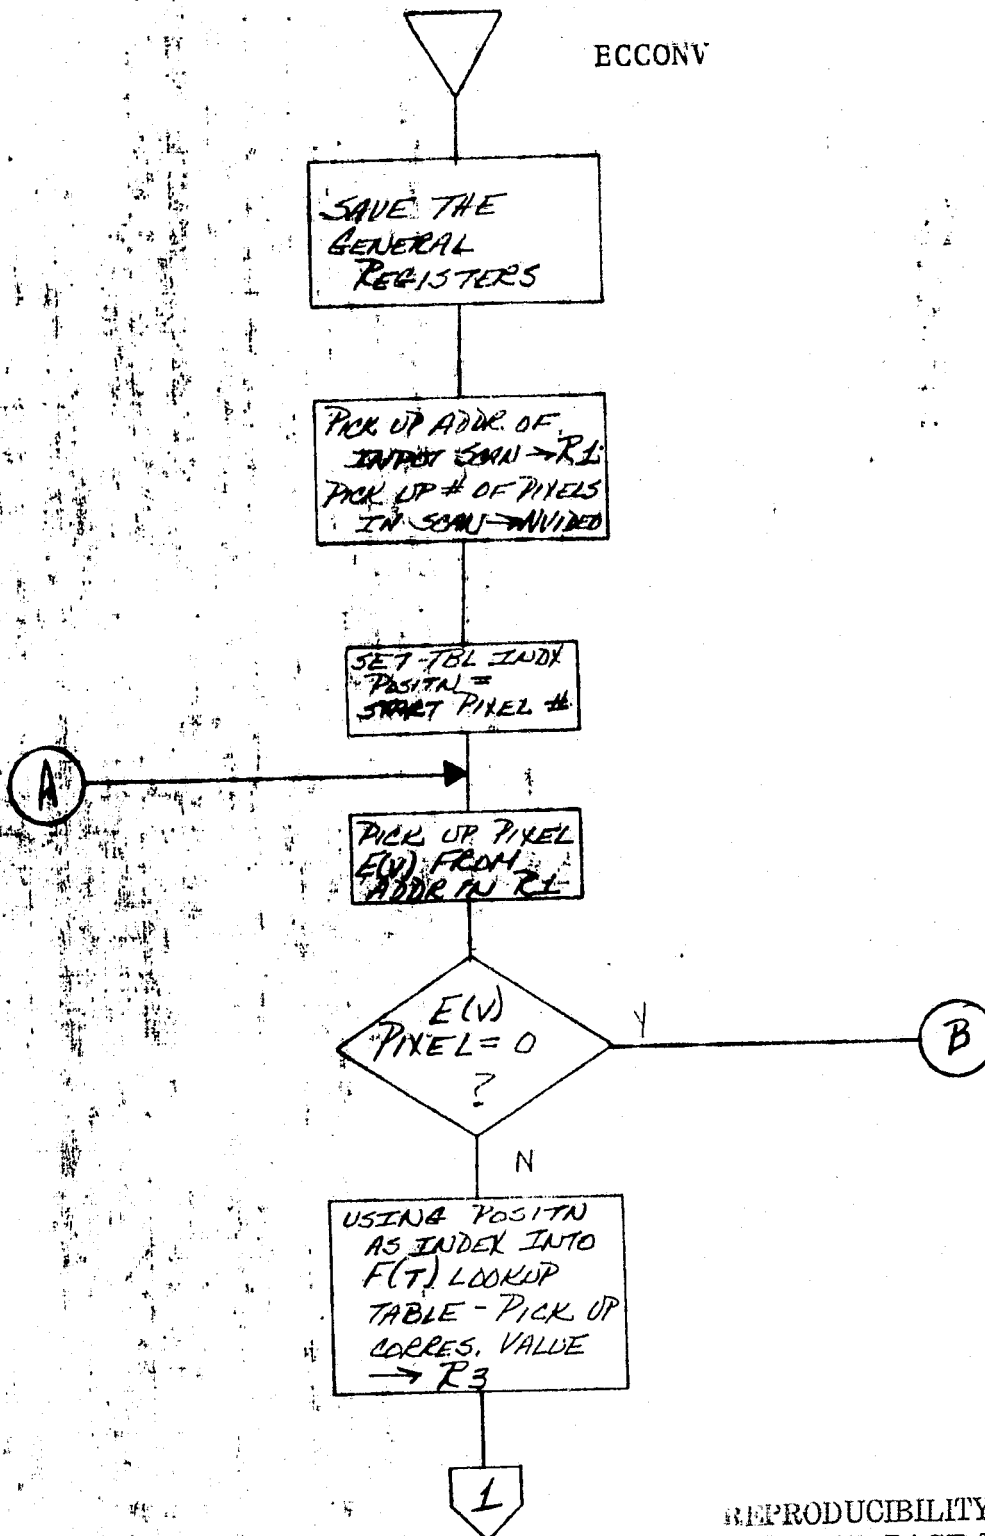 ECCONV
SAVE THE
GENERAL
REGISTERS
PICK UP ADDR. OF
INPUT SCAN → R1
PICK UP # OF PIXELS
IN SCAN → NVIDEO
SET TBL INDX
POSITN =
START PIXEL #
A
PICK UP PIXEL
E(V) FROM
ADDR IN R1
E(V)
PIXEL = 0
?
Y
B
N
USING POSITN
AS INDEX INTO
F(T) LOOKUP
TABLE - PICK UP
CORRES. VALUE
→ R3
1
REPRODUCIBILITY